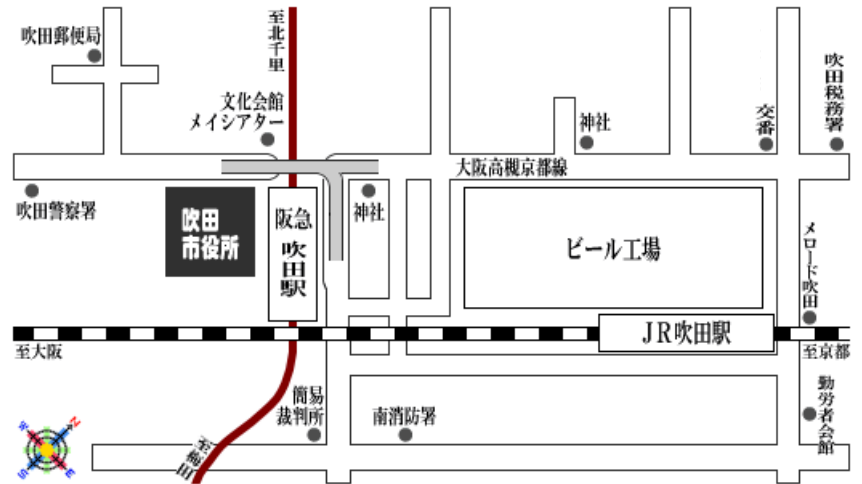 吹田郵便局
至北千里
文化会館
メイシアター
神社
交番
吹田税務署
大阪高槻京都線
吹田警察署
吹田
市役所
阪急
吹田駅
神社
ビール工場
メロード吹田
JR吹田駅
至大阪
至京都
簡易
裁判所
南消防署
勤労者会館
至梅田
N
W
S
E